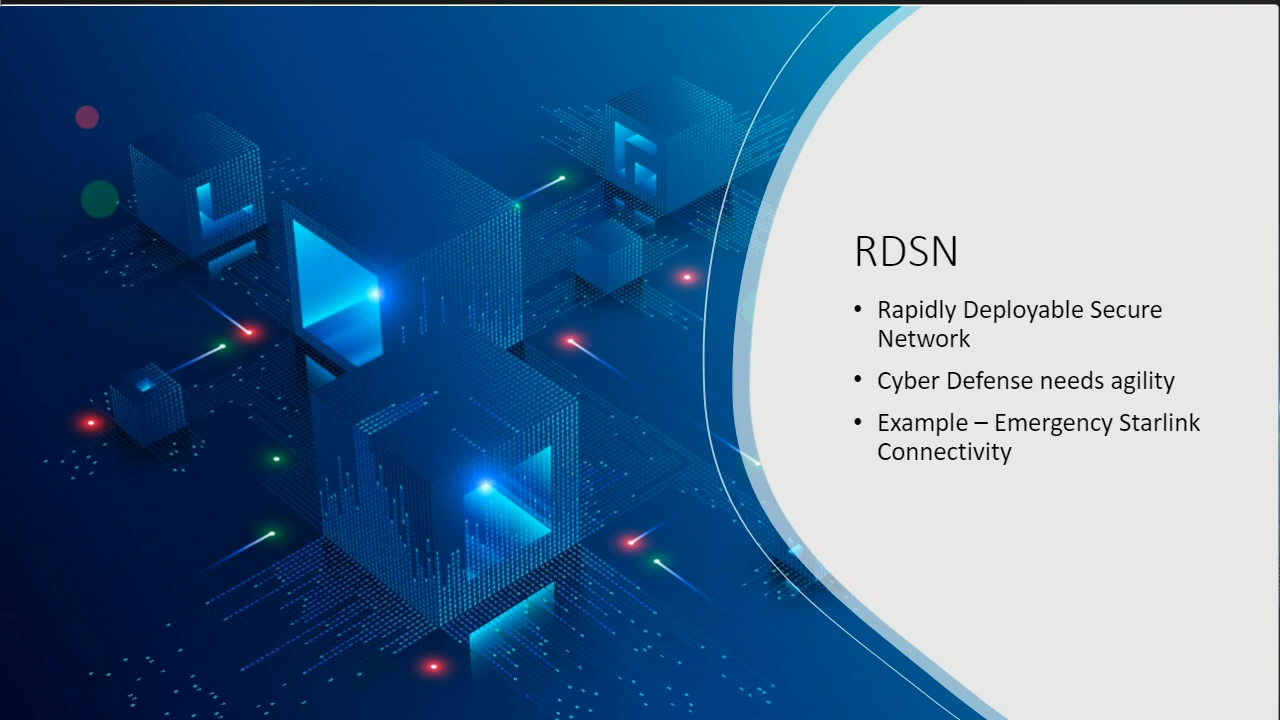 RDSN
• Rapidly Deployable Secure
Network
• Cyber Defense needs agility
• Example – Emergency Starlink
Connectivity